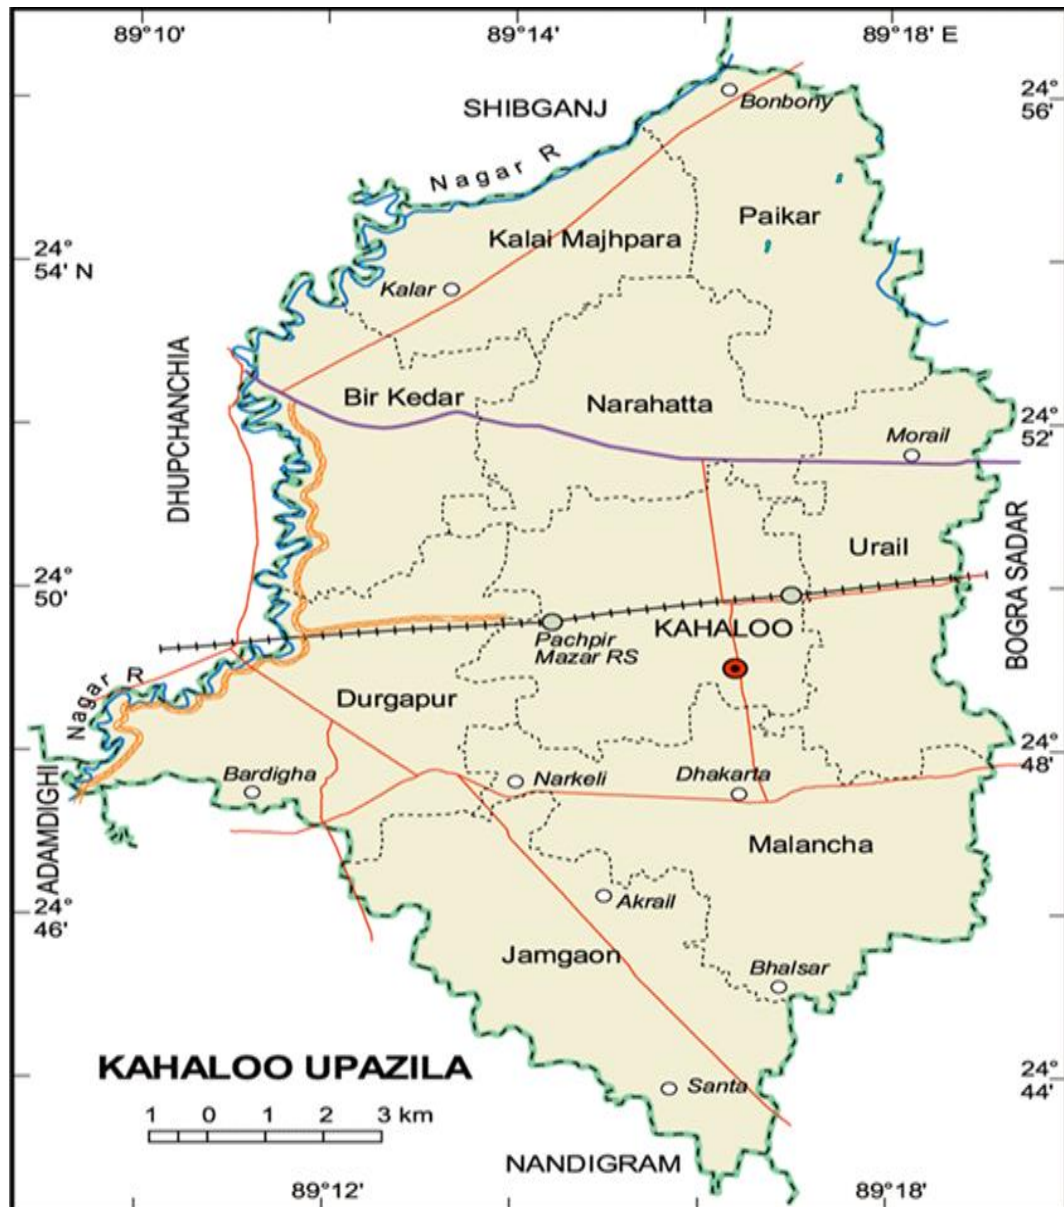 89°10'
89°14'
89°18' E
24°
56'
Bonbony
SHIBGANJ
Nagar R
Paikar
Kalai Majhpara
24°
54' N
Kalar
DHUPCHANCHIA
Bir Kedar
Narahatta
24°
52'
Morail
BOGRA SADAR
Urail
24°
50'
Pachpir
Mazar RS
KAHALOO
Nagar R
Durgapur
24°
48'
Bardigha
Narkeli
Dhakarta
ADAMDIGHI
Malancha
24°
46'
Akrail
Jamgaon
Bhalsar
KAHALOO UPAZILA
24°
44'
Santa
1 0 1 2 3 km
NANDIGRAM
89°12'
89°18'